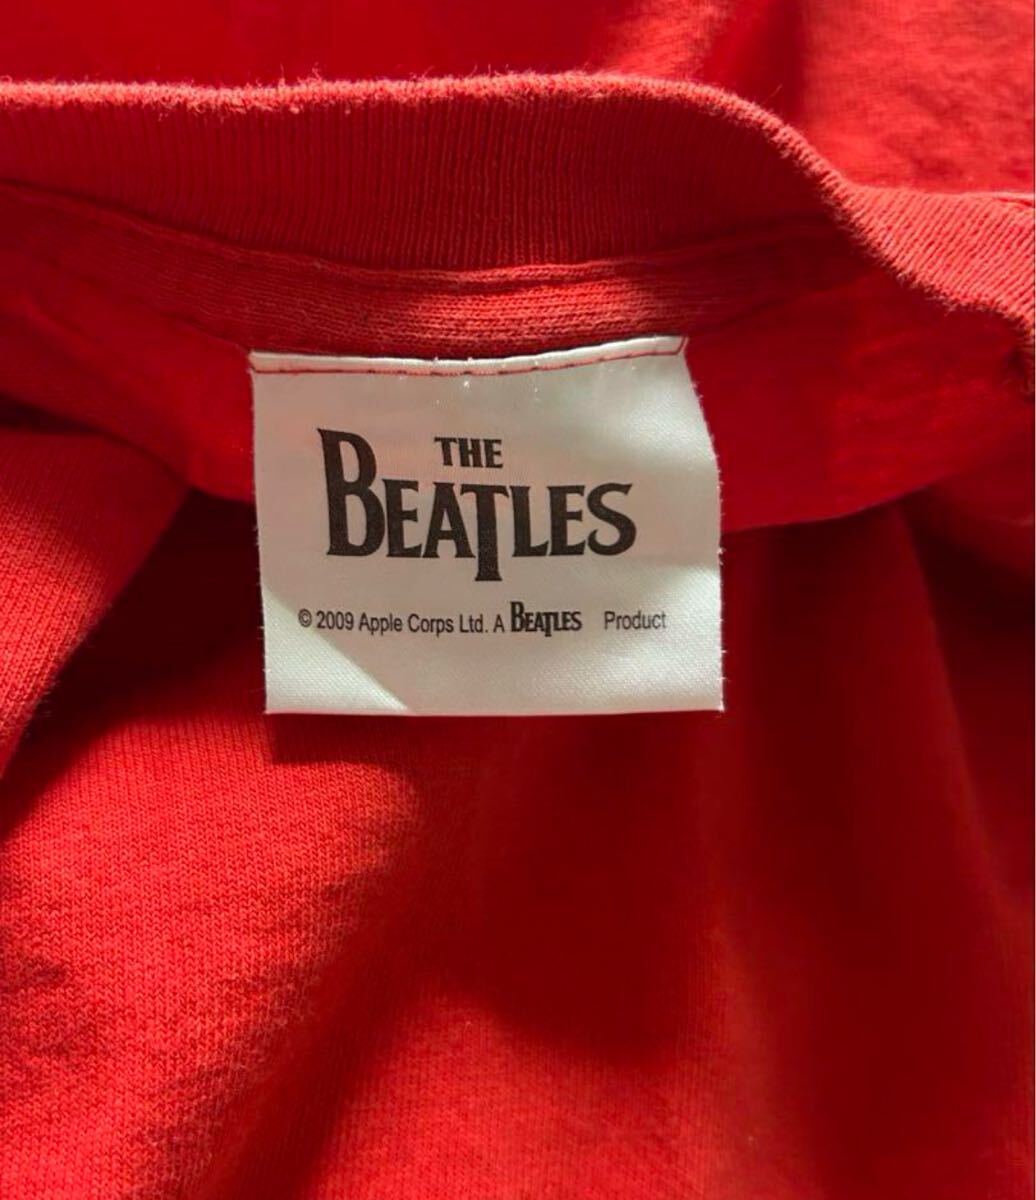 THE
BEATLES
© 2009 Apple Corps Ltd. A BEATLES Product